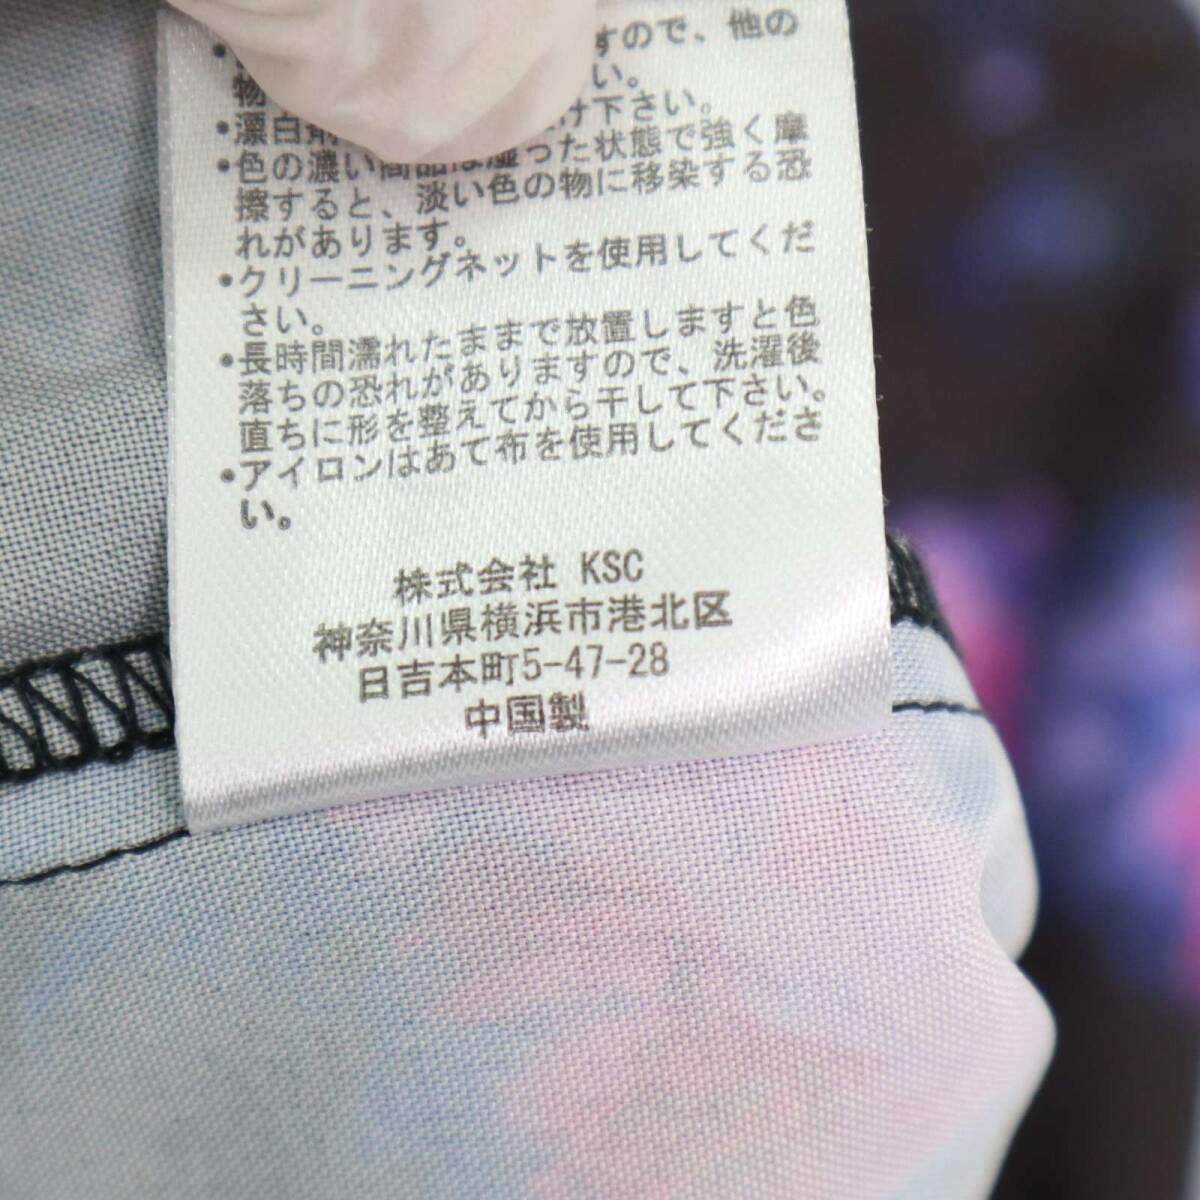 すので、他の
物 い。
•漂白剤 け下さい。
•色の濃い商品は湿った状態で強く摩
擦すると、淡い色の物に移染する恐
れがあります。
•クリーニングネットを使用してくだ
さい。
•長時間濡れたままで放置しますと色
落ちの恐れがありますので、洗濯後
直ちに形を整えてから干して下さい。
•アイロンはあて布を使用してくださ
い。
株式会社 KSC
神奈川県横浜市港北区
日吉本町5-47-28
中国製